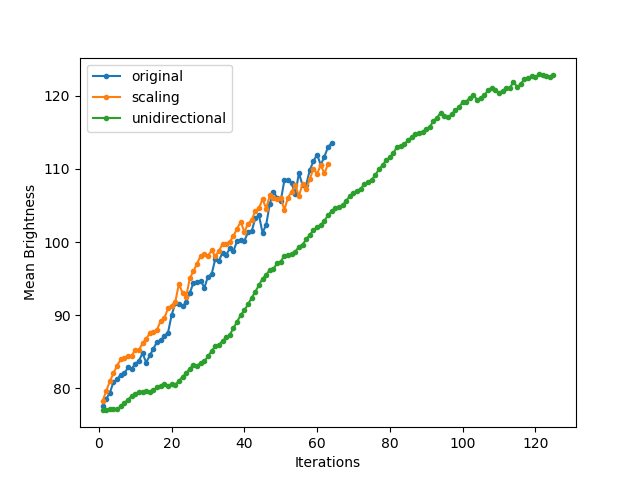 original
scaling
unidirectional
120
110
100
90
80
Mean Brightness
0 20 40 60 80 100 120
Iterations